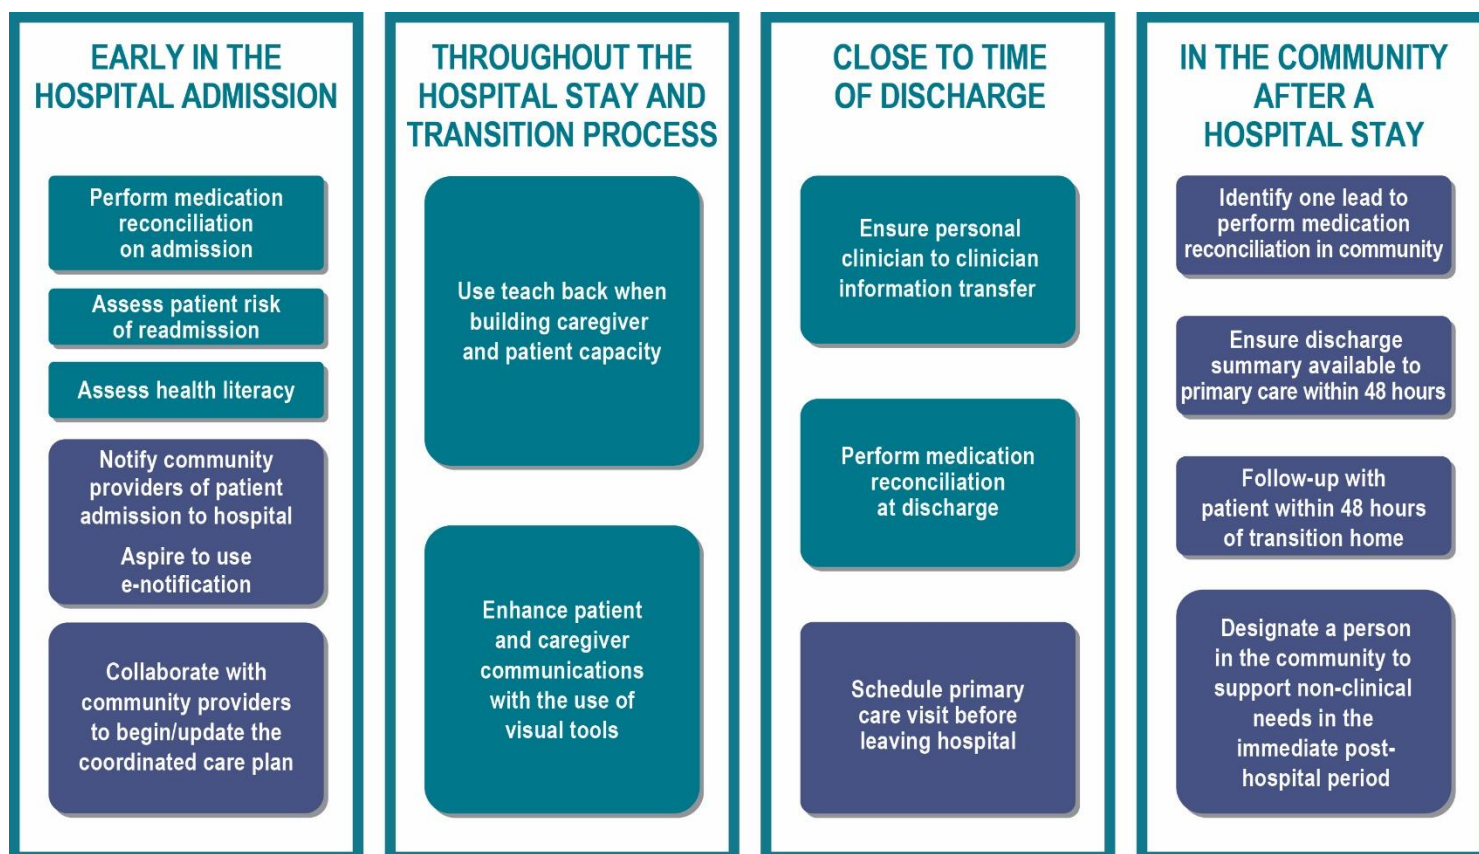 EARLY IN THE
HOSPITAL ADMISSION
Perform medication
reconciliation
on admission
Assess patient risk
of readmission
Assess health literacy
Notify community
providers of patient
admission to hospital
Aspire to use
e-notification
Collaborate with
community providers
to begin/update the
coordinated care plan
THROUGHOUT THE
HOSPITAL STAY AND
TRANSITION PROCESS
Use teach back when
building caregiver
and patient capacity
Enhance patient
and caregiver
communications
with the use of
visual tools
CLOSE TO TIME
OF DISCHARGE
Ensure personal
clinician to clinician
information transfer
Perform medication
reconciliation
at discharge
Schedule primary
care visit before
leaving hospital
IN THE COMMUNITY
AFTER A
HOSPITAL STAY
Identify one lead to
perform medication
reconciliation in community
Ensure discharge
summary available to
primary care within 48 hours
Follow-up with
patient within 48 hours
of transition home
Designate a person
in the community to
support non-clinical
needs in the
immediate post-
hospital period